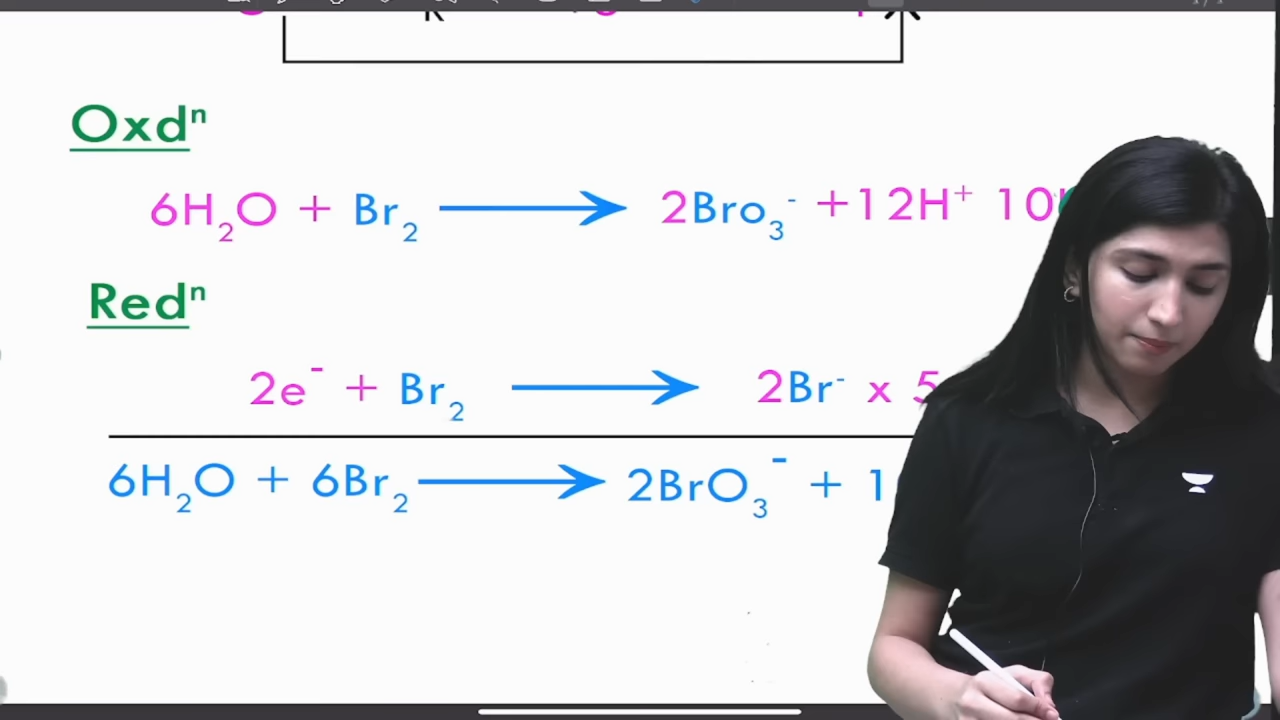 Oxdⁿ
6H₂O + Br₂ ⟶ 2Bro₃⁻ +12H⁺ 10
Redⁿ
2e⁻ + Br₂ ⟶ 2Br⁻ x 5
6H₂O + 6Br₂ ⟶ 2BrO₃⁻ + 1